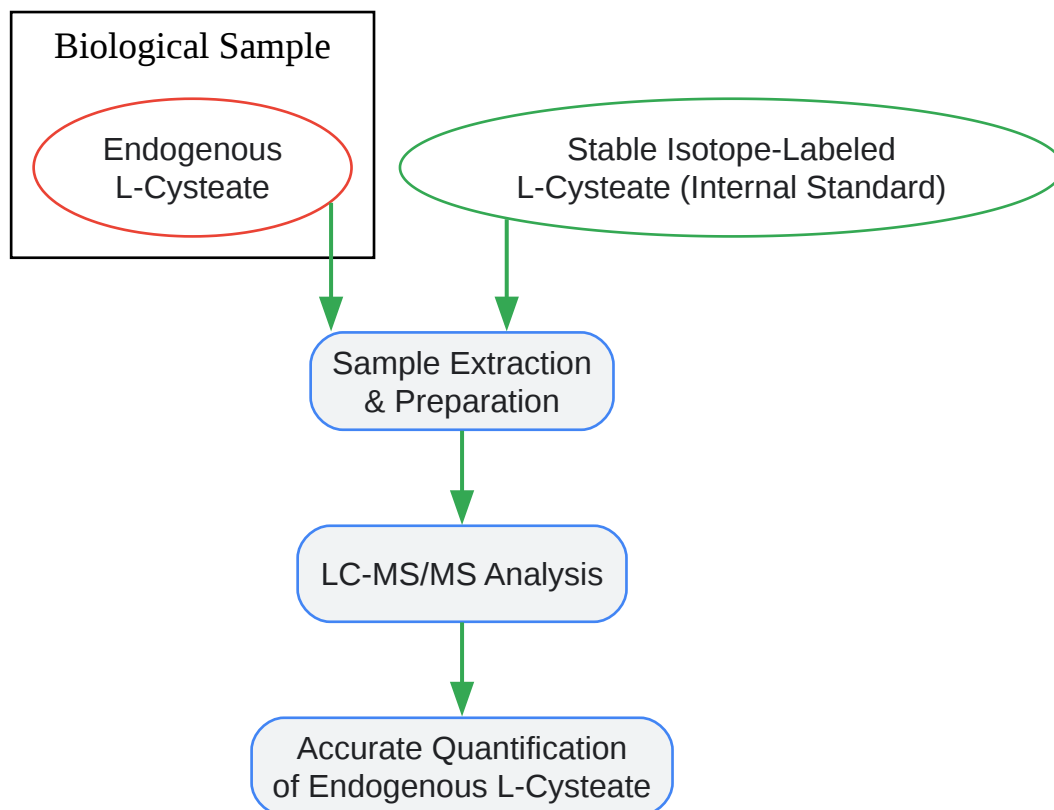 Biological Sample
Endogenous
L-Cysteate
Stable Isotope-Labeled
L-Cysteate (Internal Standard)
Sample Extraction
& Preparation
LC-MS/MS Analysis
Accurate Quantification
of Endogenous L-Cysteate